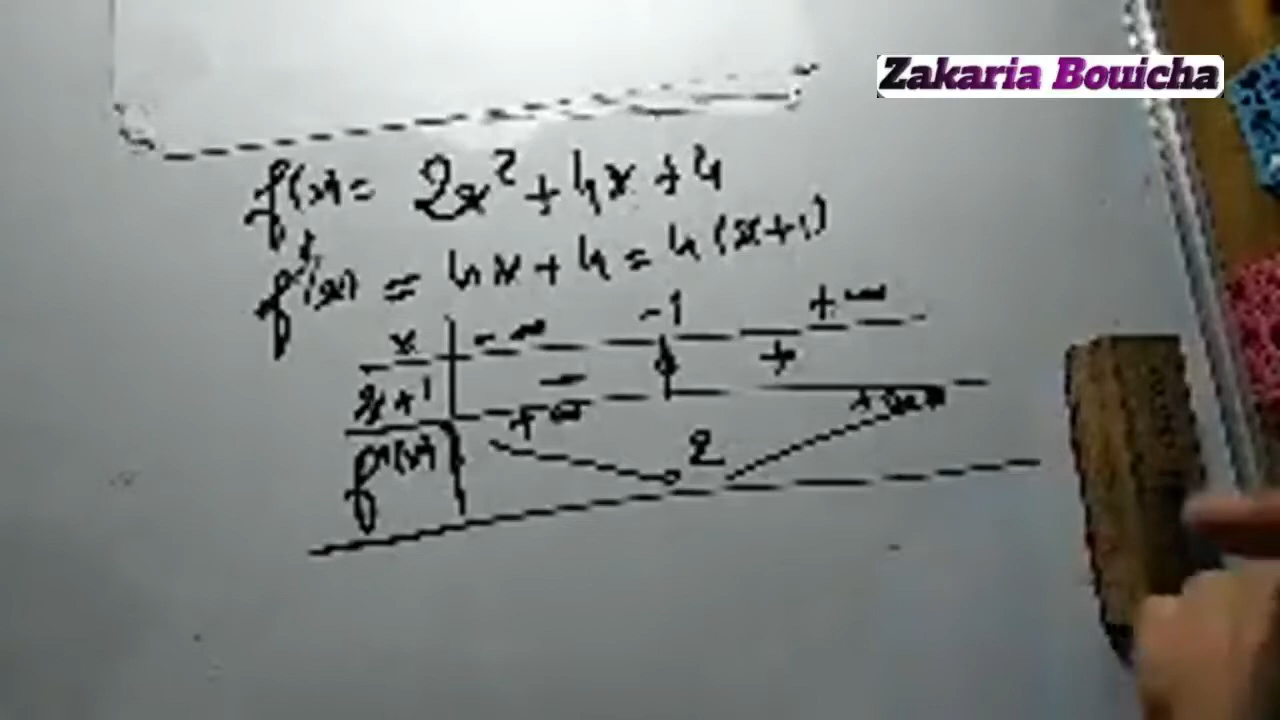 Zakaria Bouicha
f(x) = 2x² + 4x + 4
f'(x) = 4x + 4 = 4(x+1)
x -∞ -1 +∞
x+1 - 0 +
f(x) +∞ 2 +∞